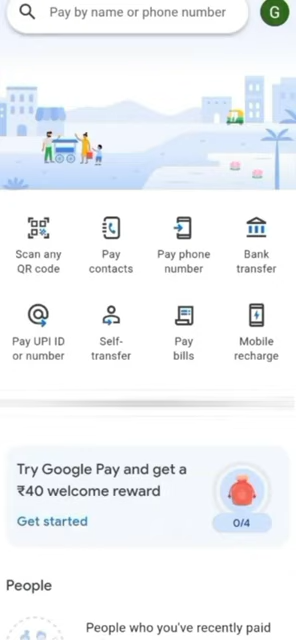 Pay by name or phone number
G
Scan any
QR code
Pay
contacts
Pay phone
number
Bank
transfer
Pay UPI ID
or number
Self-
transfer
Pay
bills
Mobile
recharge
Try Google Pay and get a
₹40 welcome reward
Get started
0/4
People
People who you've recently paid